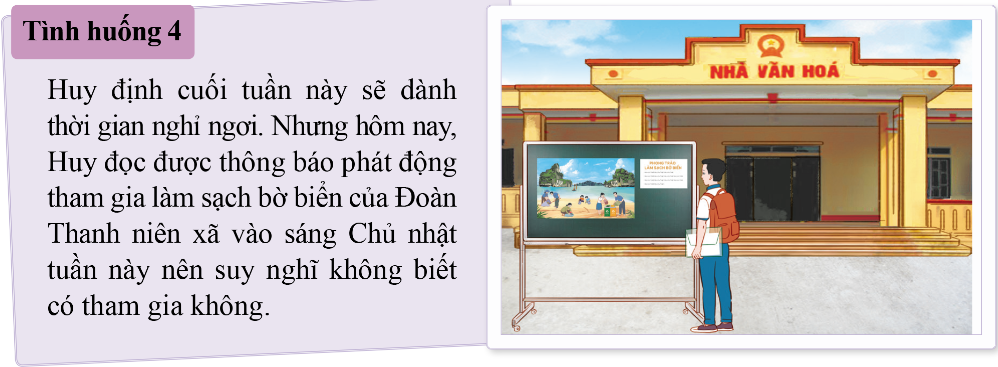 Tình huống 4
Huy định cuối tuần này sẽ dành
thời gian nghỉ ngơi. Nhưng hôm nay,
Huy đọc được thông báo phát động
tham gia làm sạch bờ biển của Đoàn
Thanh niên xã vào sáng Chủ nhật
tuần này nên suy nghĩ không biết
có tham gia không.
NHÀ VĂN HOÁ
PHONG TRÀO
LÀM SẠCH BỜ BIỂN